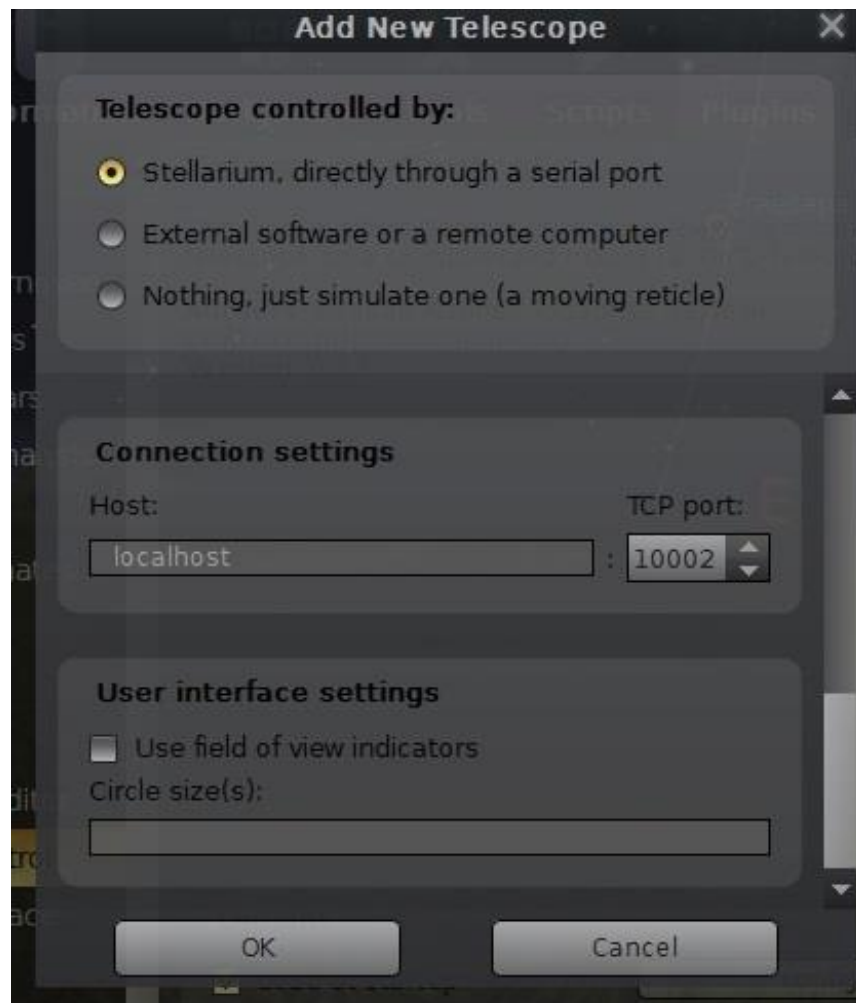 Add New Telescope
Telescope controlled by:
Scripts Plugins
Stellarium, directly through a serial port
External software or a remote computer
Nothing, just simulate one (a moving reticle)
Connection settings
Host: TCP port:
localhost : 10002
User interface settings
Use field of view indicators
Circle size(s):
OK Cancel